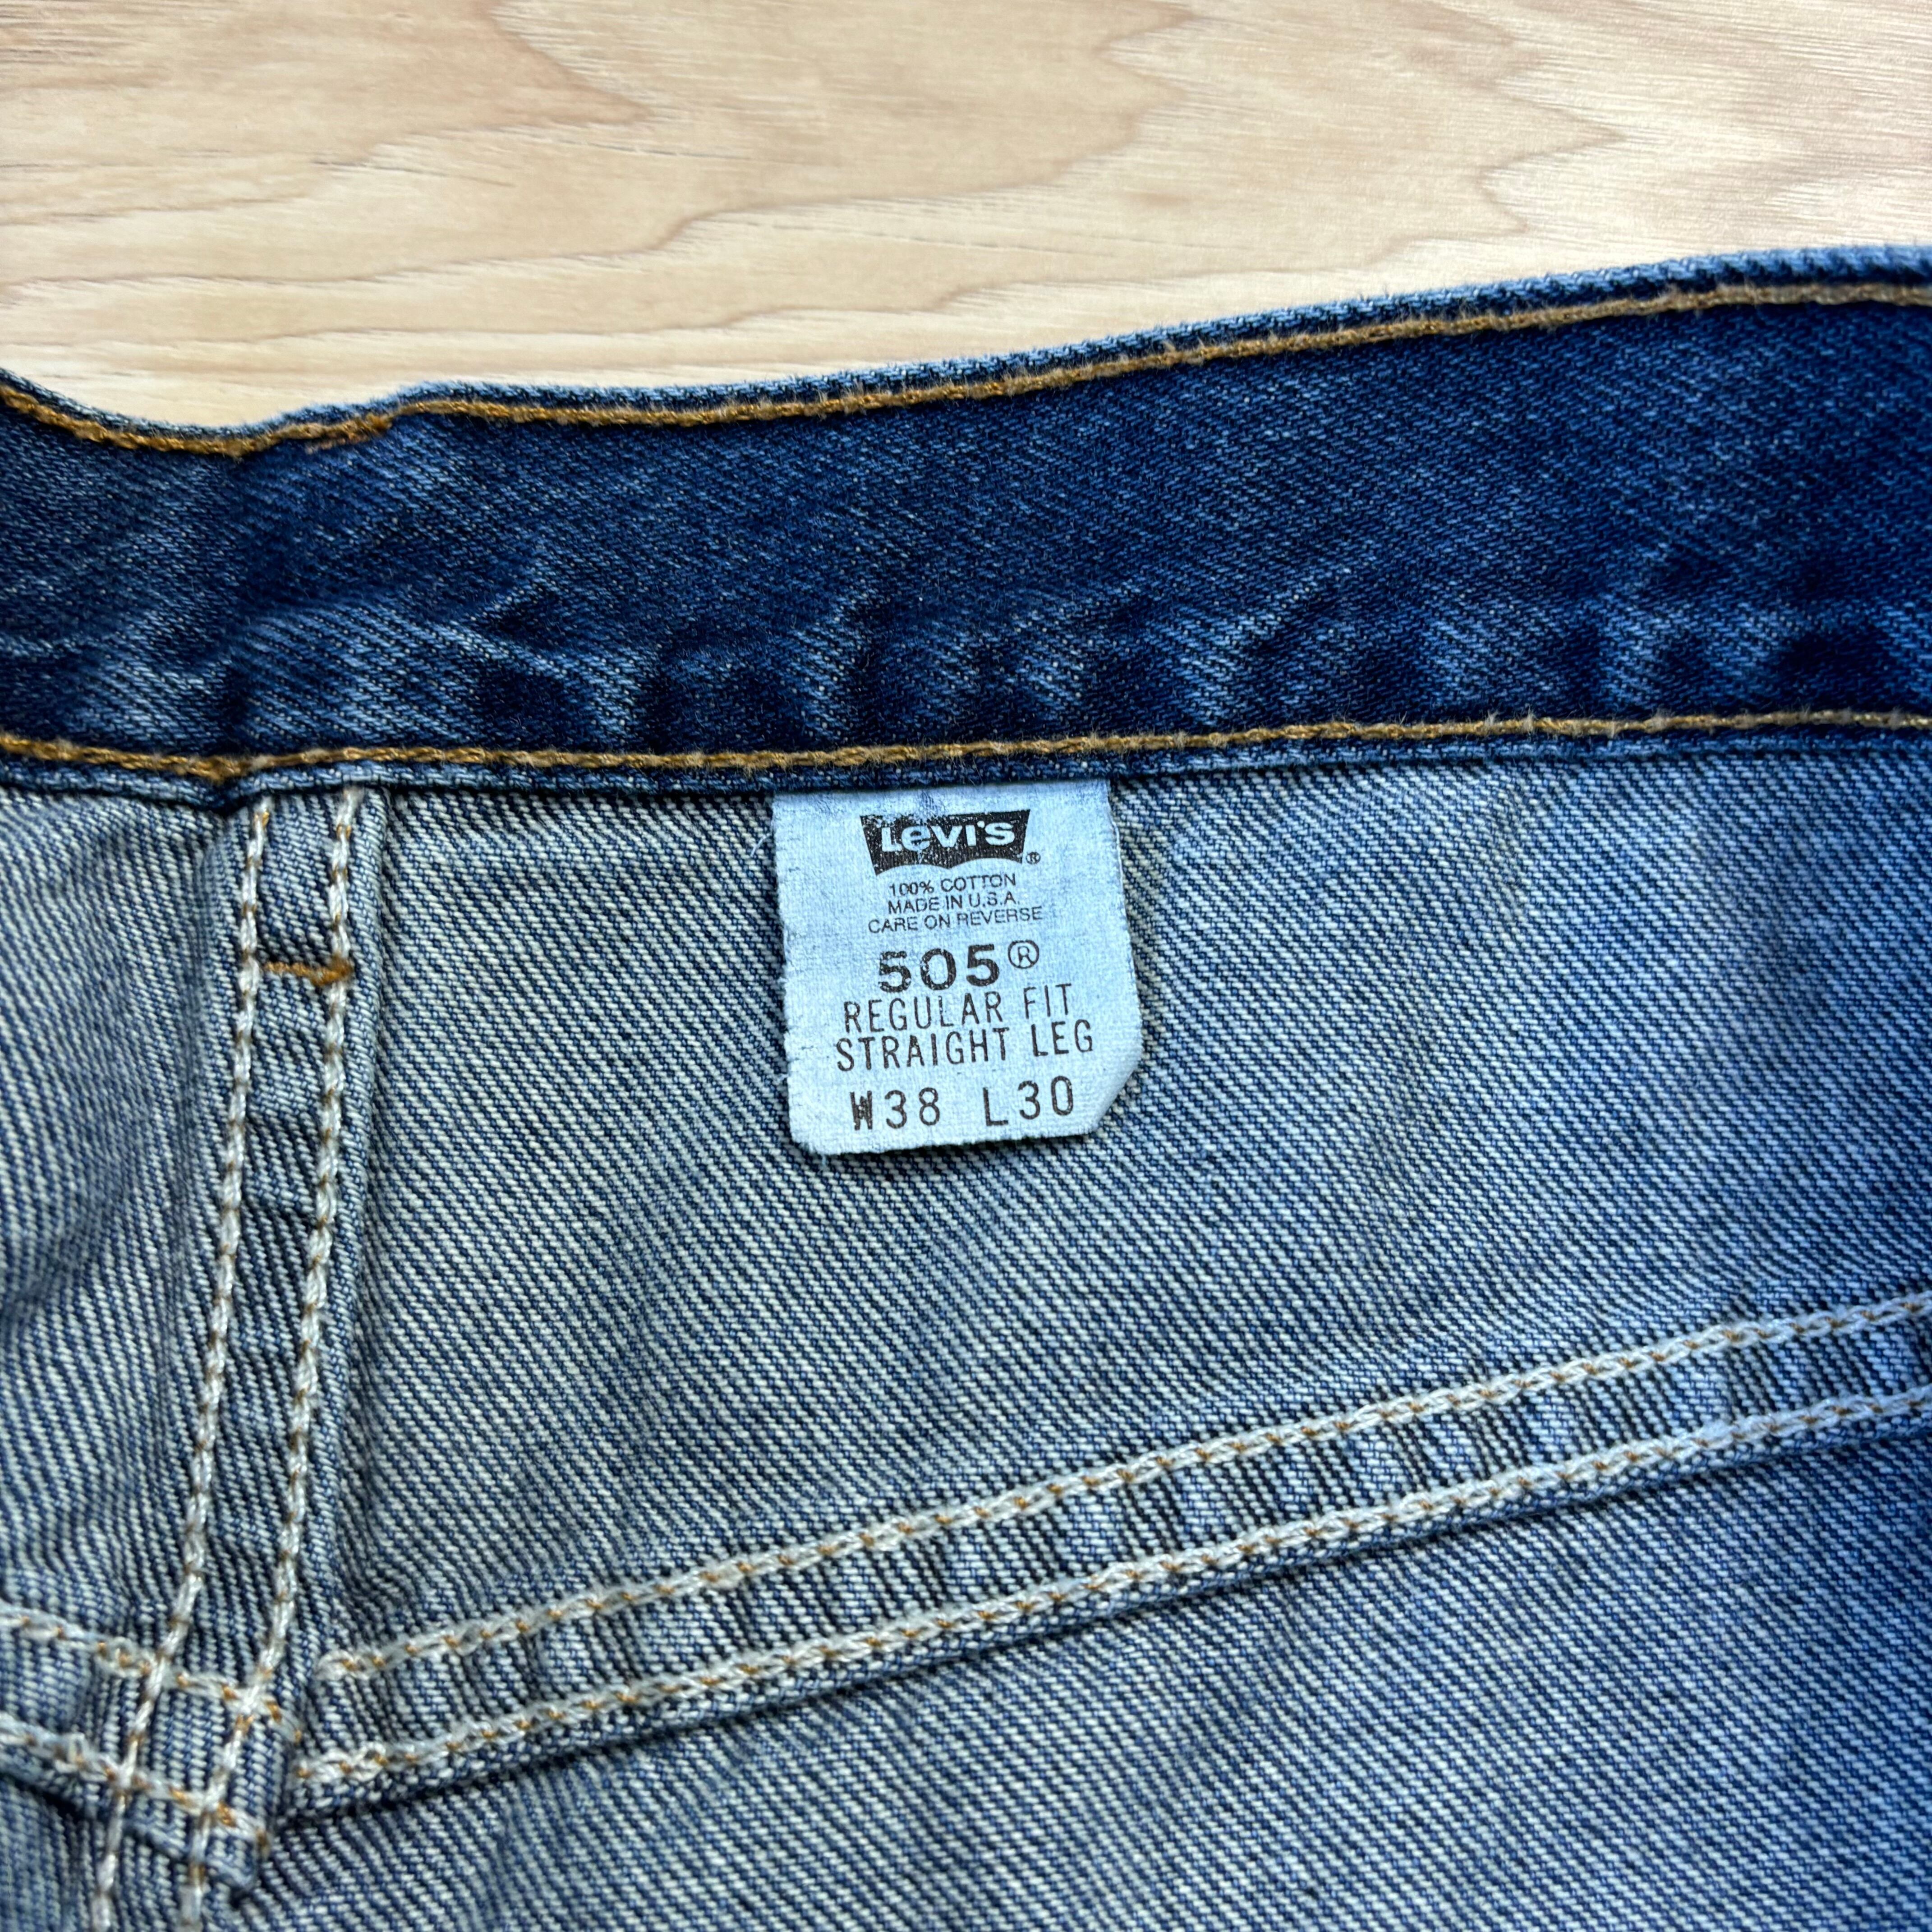 Levi's®
100% COTTON
MADE IN U.S.A.
CARE ON REVERSE
505®
REGULAR FIT
STRAIGHT LEG
W38 L30